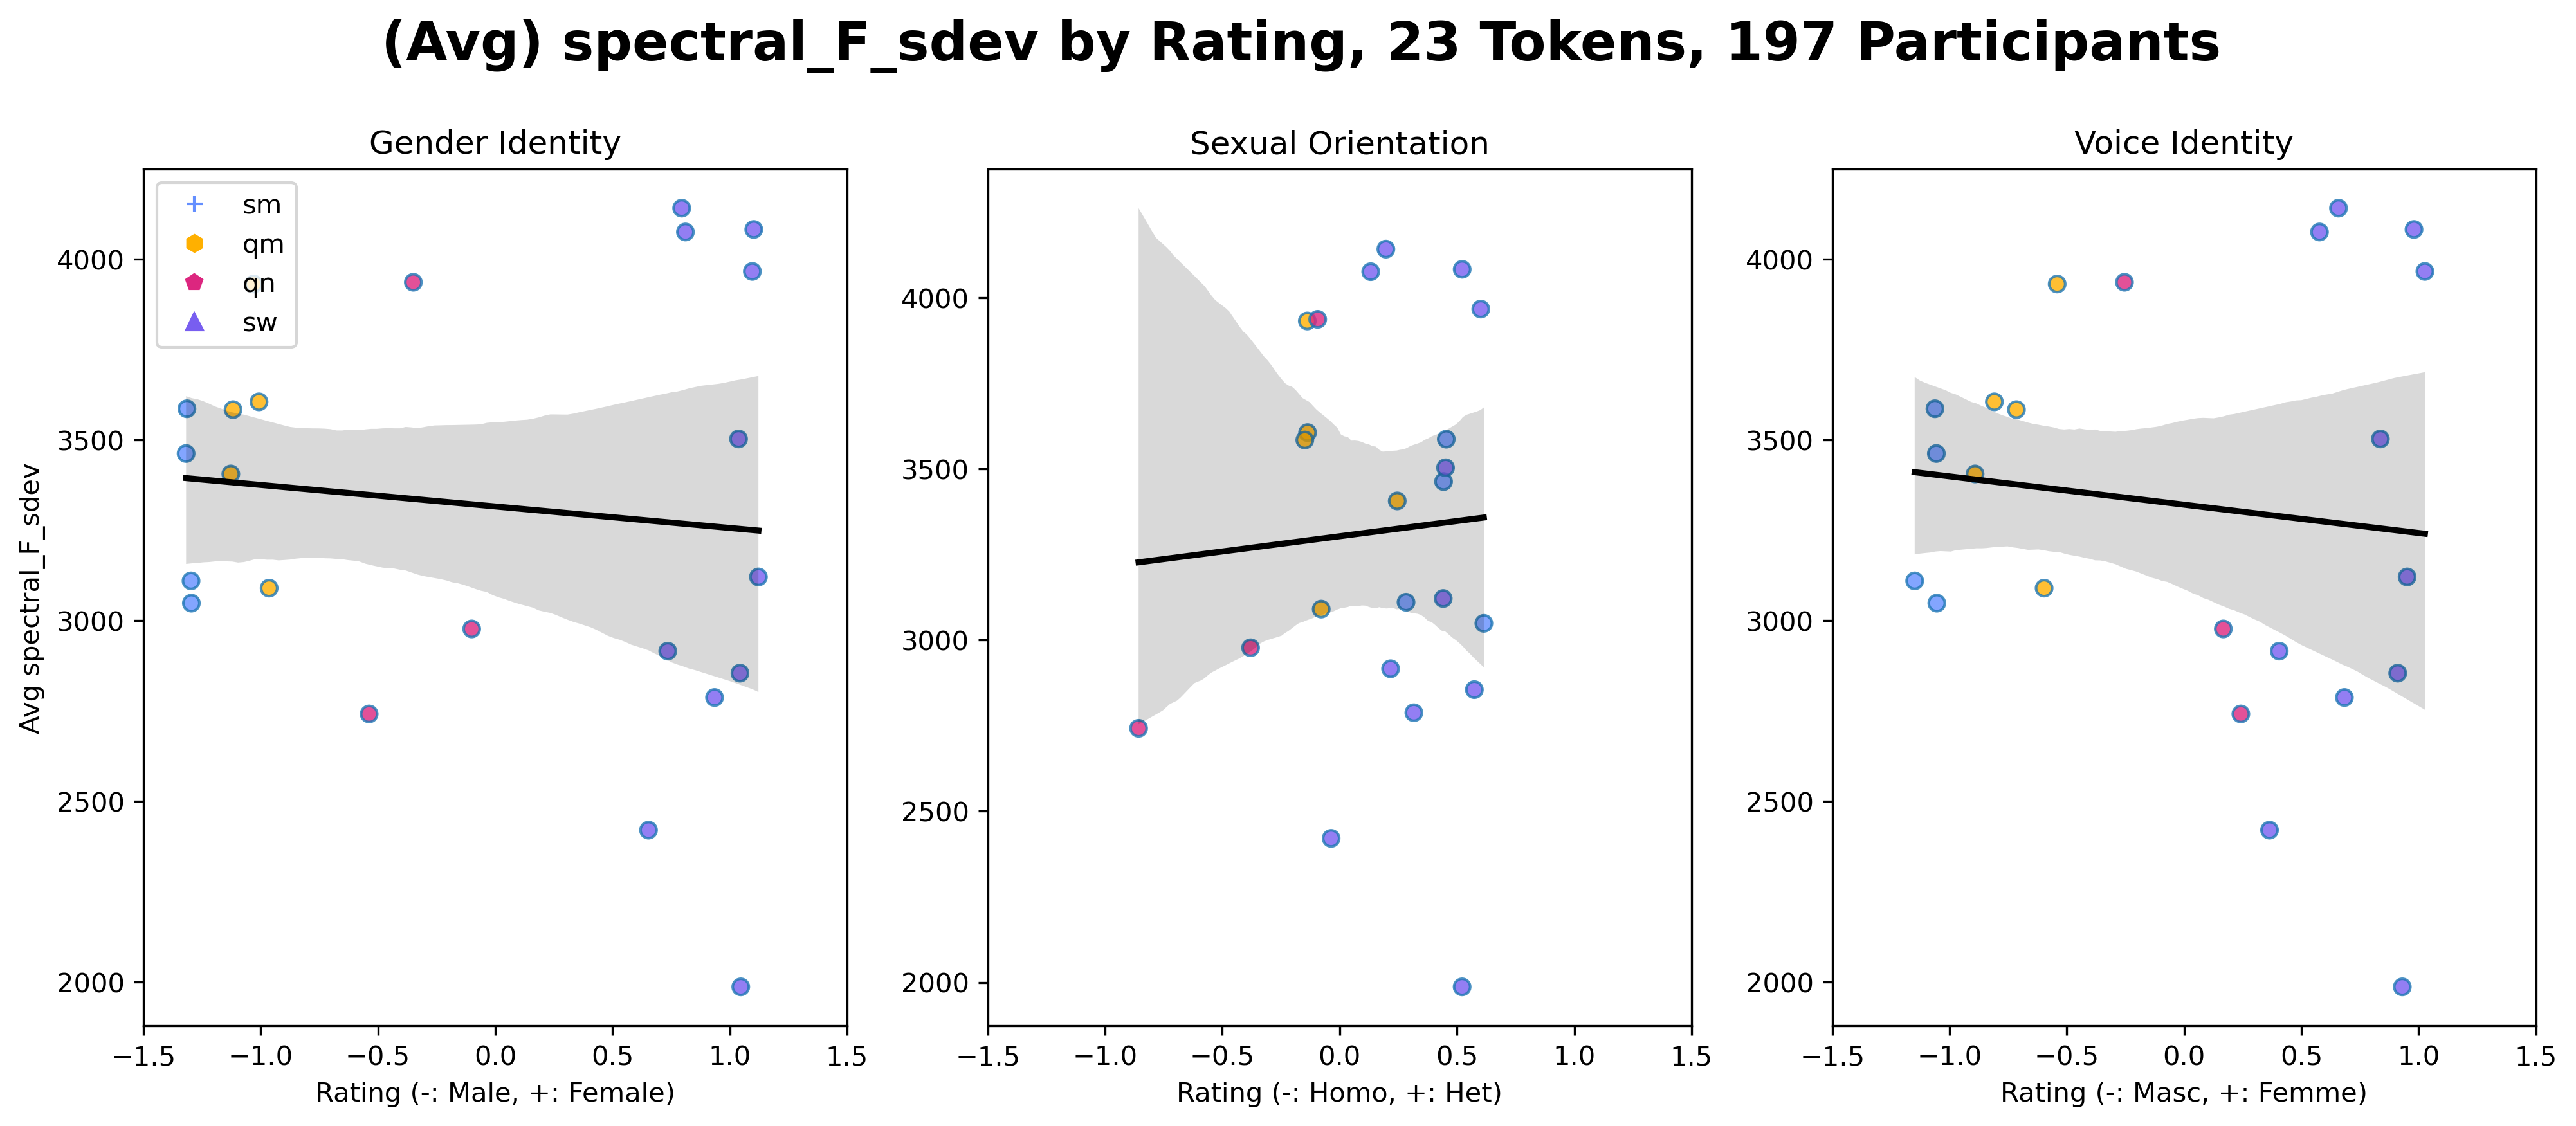 (Avg) spectral_F_sdev by Rating, 23 Tokens, 197 Participants
Gender Identity
sm
qm
qn
sw
4000
3500
3000
2500
2000
Avg spectral_F_sdev
−1.5 −1.0 −0.5 0.0 0.5 1.0 1.5
Rating (-: Male, +: Female)
Sexual Orientation
4000
3500
3000
2500
2000
−1.5 −1.0 −0.5 0.0 0.5 1.0 1.5
Rating (-: Homo, +: Het)
Voice Identity
4000
3500
3000
2500
2000
−1.5 −1.0 −0.5 0.0 0.5 1.0 1.5
Rating (-: Masc, +: Femme)